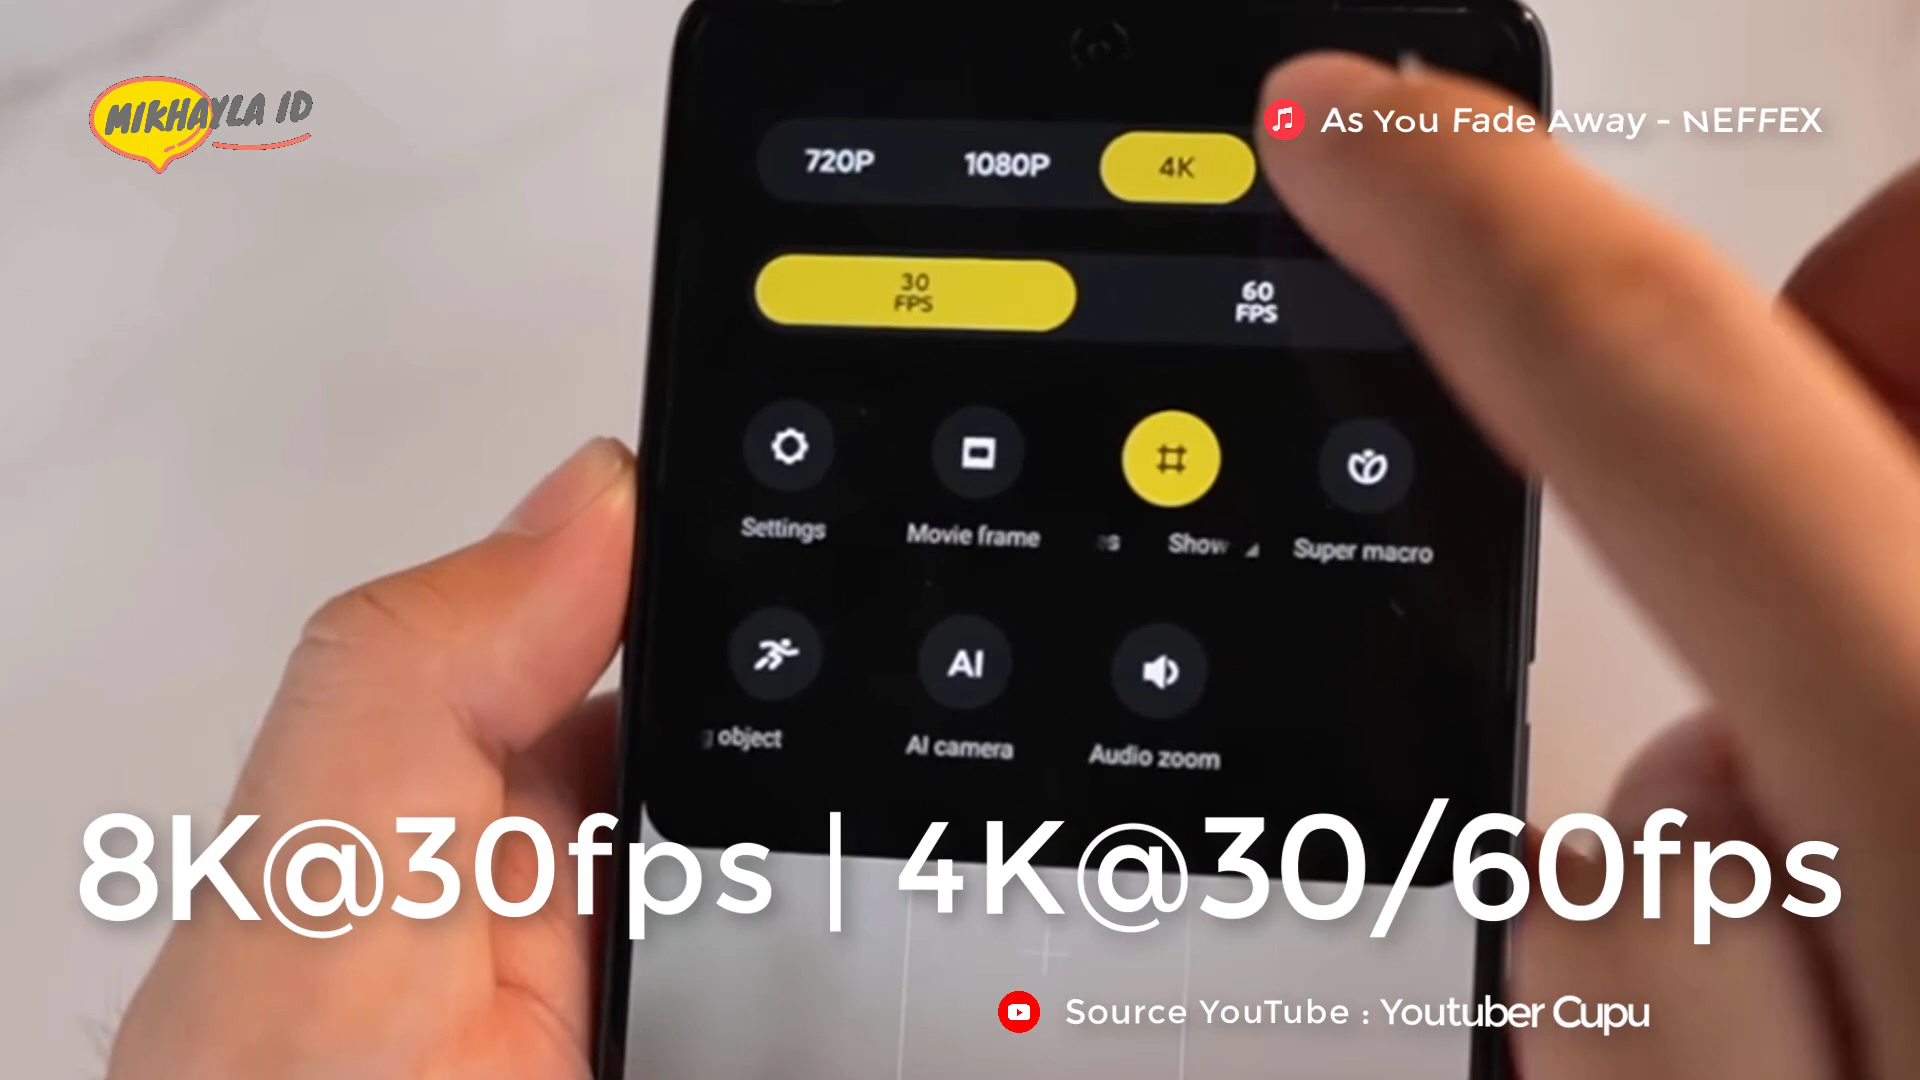 MIKHAYLA ID
As You Fade Away - NEFFEX
720P 1080P 4K
30 FPS
60 FPS
Settings Movie frame Show Super macro
AI
object AI camera Audio zoom
8K@30fps | 4K@30/60fps
Source YouTube : Youtuber Cupu